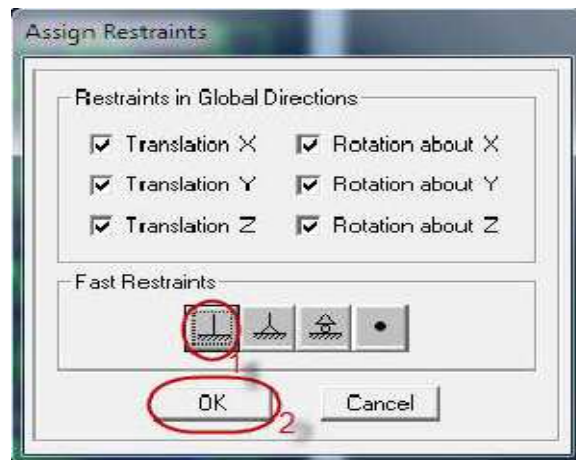 Assign Restraints
Restraints in Global Directions
Translation X Rotation about X
Translation Y Rotation about Y
Translation Z Rotation about Z
Fast Restraints
1
OK Cancel
2